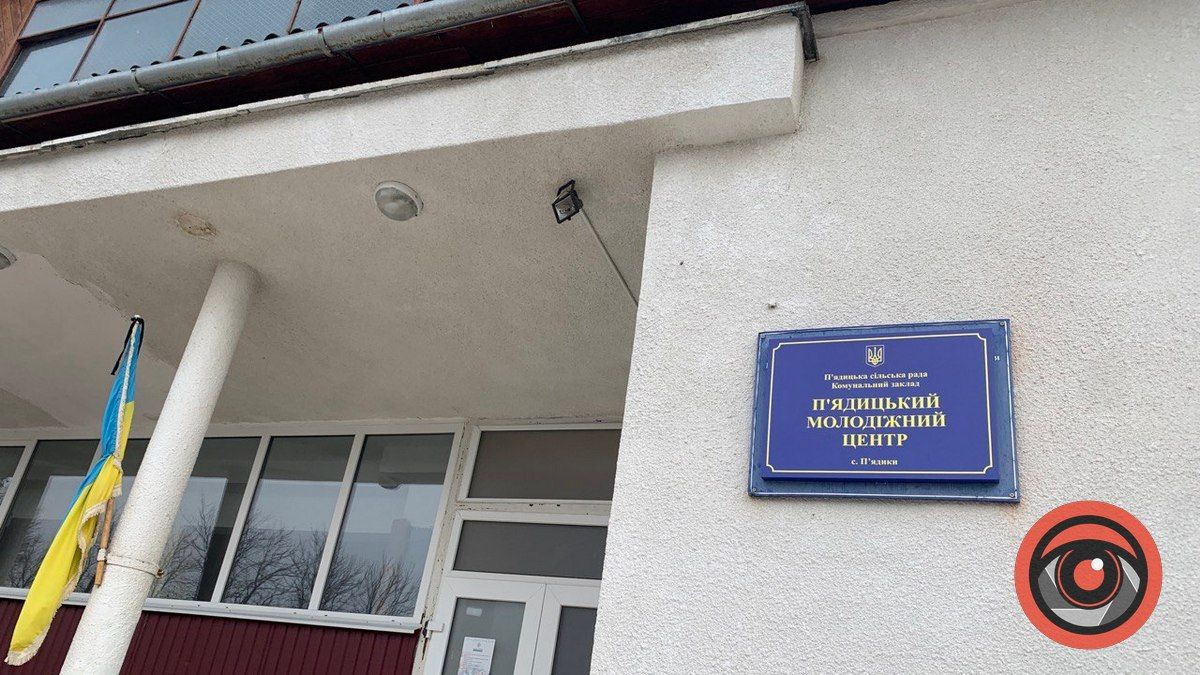 П'ядицька сільська рада
Комунальний заклад
П'ЯДИЦЬКИЙ
МОЛОДІЖНИЙ
ЦЕНТР
с. П'ядики